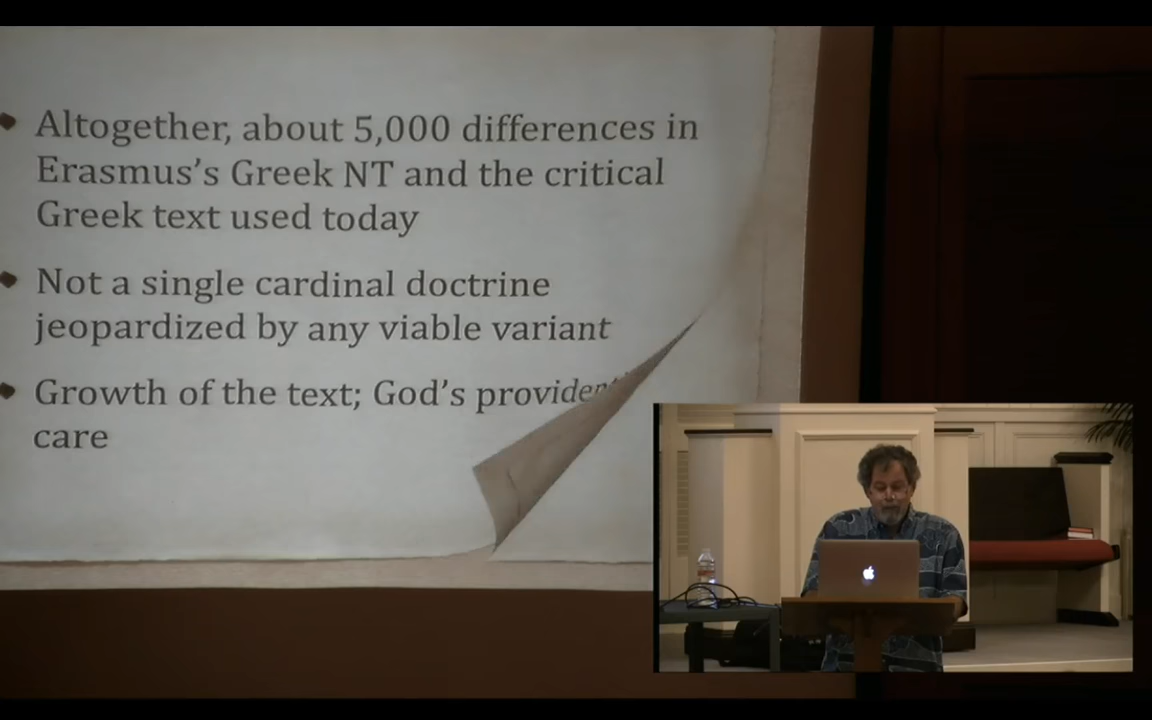 • Altogether, about 5,000 differences in
Erasmus's Greek NT and the critical
Greek text used today
• Not a single cardinal doctrine
jeopardized by any viable variant
• Growth of the text; God's
care